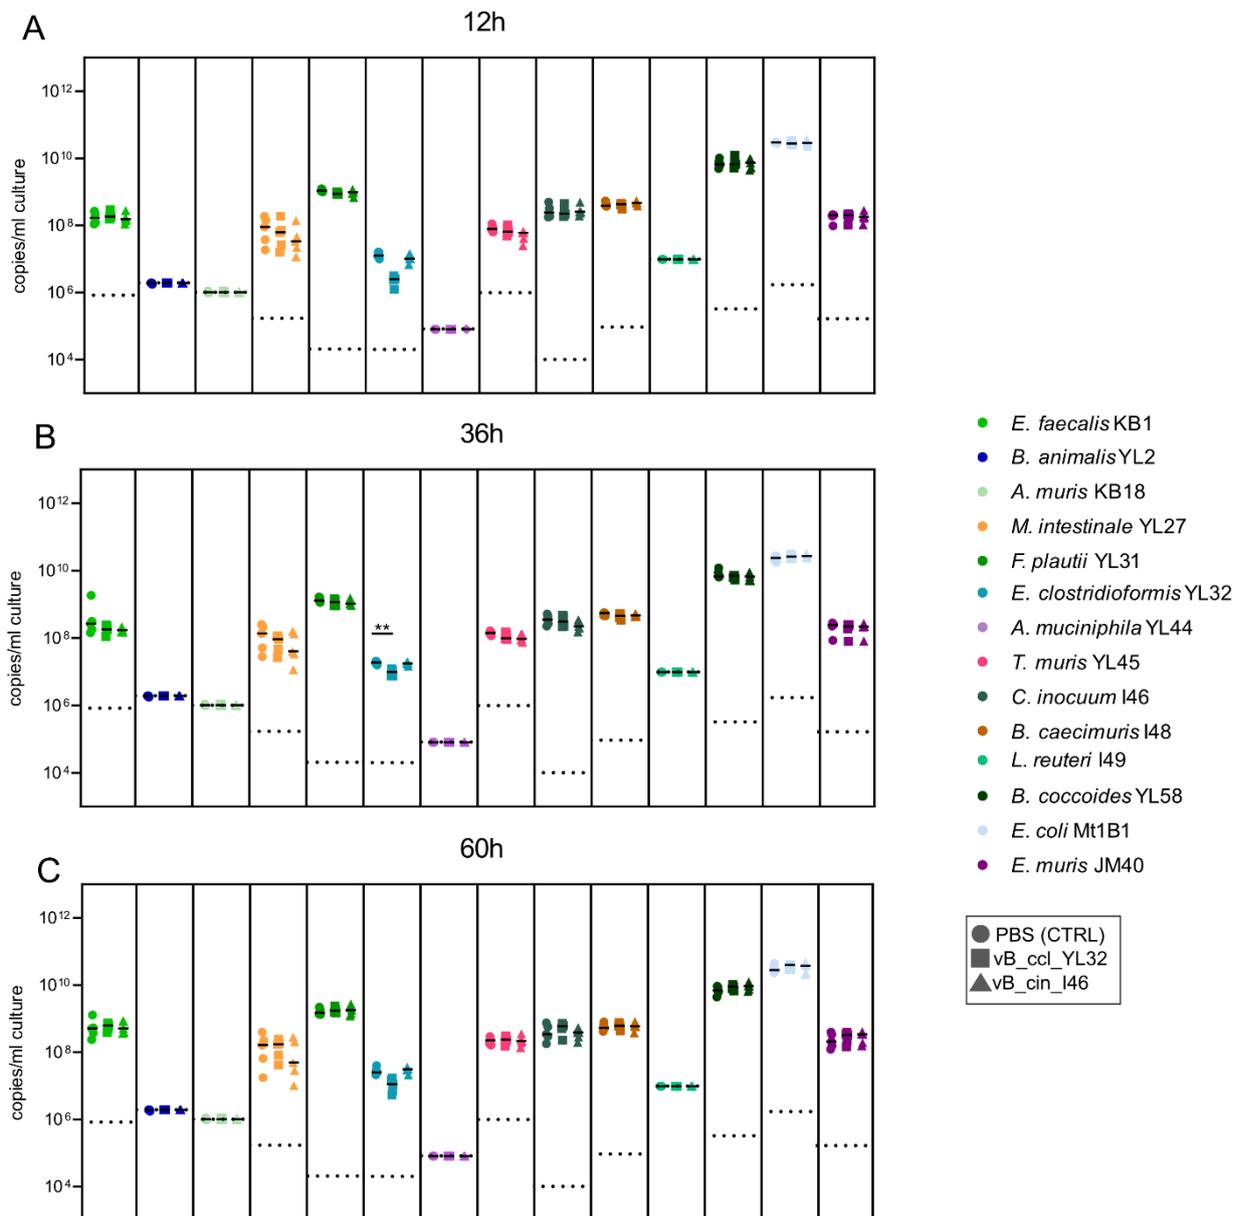 A
12h
copies/ml culture
10¹²
10¹⁰
10⁸
10⁶
10⁴
B
36h
copies/ml culture
10¹²
10¹⁰
10⁸
10⁶
10⁴
**
C
60h
copies/ml culture
10¹²
10¹⁰
10⁸
10⁶
10⁴
E. faecalis KB1
B. animalis YL2
A. muris KB18
M. intestinale YL27
F. plautii YL31
E. clostridioformis YL32
A. muciniphila YL44
T. muris YL45
C. inocuum I46
B. caecimuris I48
L. reuteri I49
B. coccoides YL58
E. coli Mt1B1
E. muris JM40
PBS (CTRL)
vB_ccl_YL32
vB_cin_I46